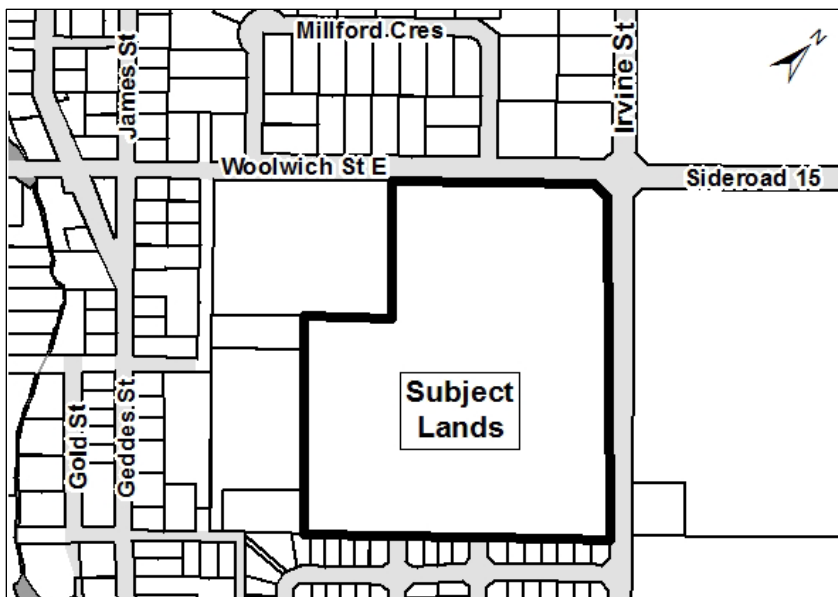 Millford Cres
N
James St
Irvine St
Woolwich St E
Sideroad 15
Subject
Lands
Gold St
Geddes St